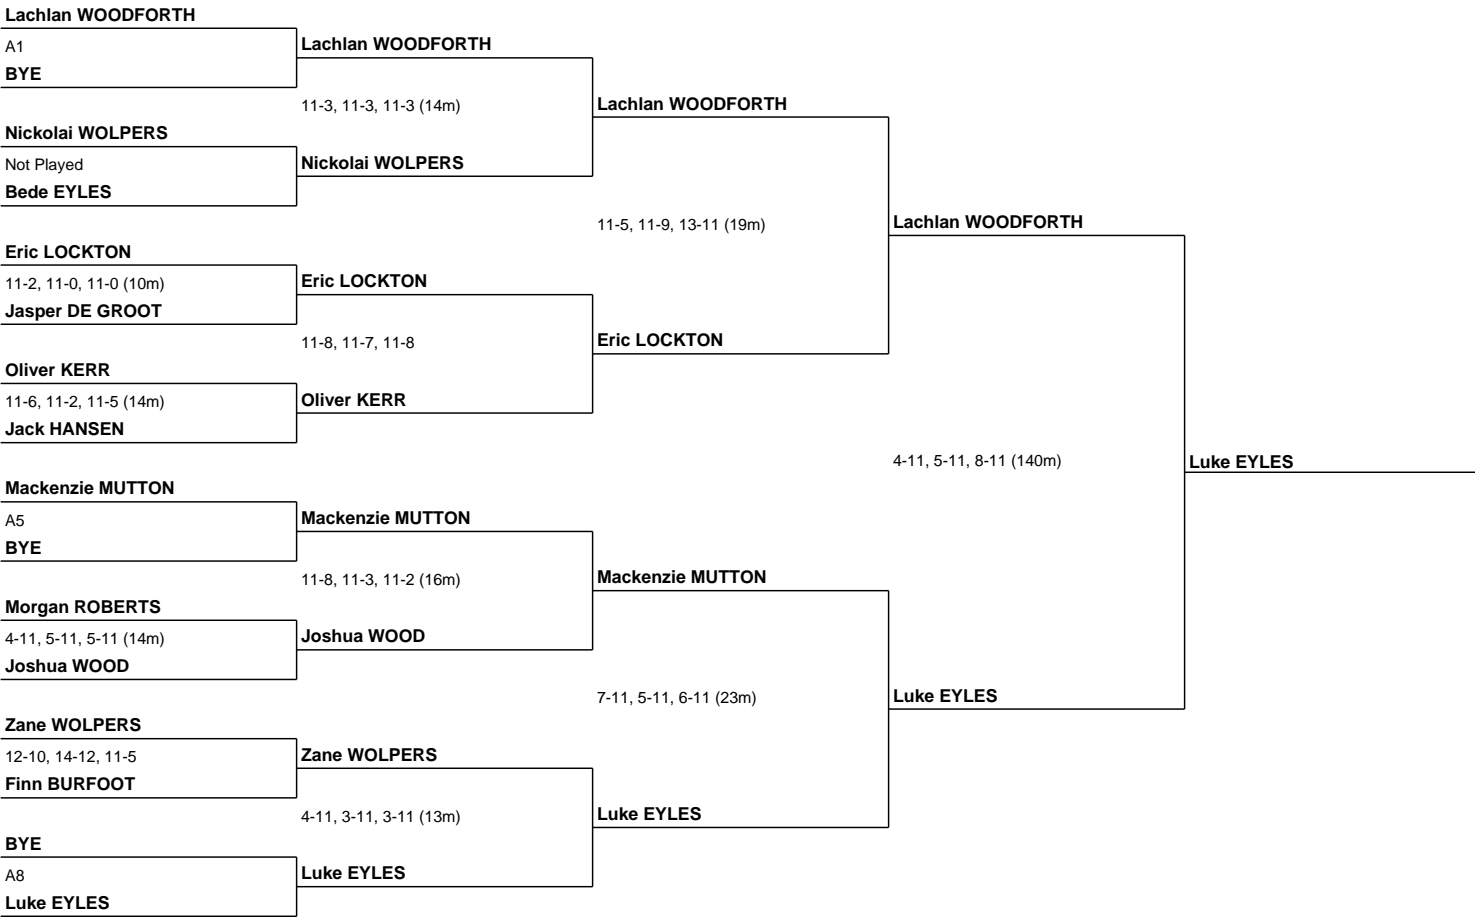 Lachlan WOODFORTH
A1
BYE
Nickolai WOLPERS
Not Played
Bede EYLES
Eric LOCKTON
11-2, 11-0, 11-0 (10m)
Jasper DE GROOT
Oliver KERR
11-6, 11-2, 11-5 (14m)
Jack HANSEN
Mackenzie MUTTON
A5
BYE
Morgan ROBERTS
4-11, 5-11, 5-11 (14m)
Joshua WOOD
Zane WOLPERS
12-10, 14-12, 11-5
Finn BURFOOT
BYE
A8
Luke EYLES
Lachlan WOODFORTH
11-3, 11-3, 11-3 (14m)
Nickolai WOLPERS
Eric LOCKTON
11-8, 11-7, 11-8
Oliver KERR
Mackenzie MUTTON
11-8, 11-3, 11-2 (16m)
Joshua WOOD
Zane WOLPERS
4-11, 3-11, 3-11 (13m)
Luke EYLES
Lachlan WOODFORTH
11-5, 11-9, 13-11 (19m)
Eric LOCKTON
Mackenzie MUTTON
7-11, 5-11, 6-11 (23m)
Luke EYLES
Lachlan WOODFORTH
4-11, 5-11, 8-11 (140m)
Luke EYLES
Luke EYLES